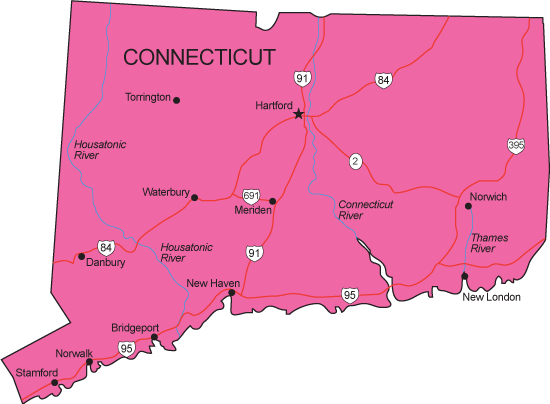 CONNECTICUT
91
84
Torrington
Hartford
Housatonic
River
2
395
Waterbury
691
Meriden
Connecticut
River
Norwich
84
Danbury
Housatonic
River
91
Thames
River
New Haven
95
New London
Bridgeport
95
Norwalk
Stamford